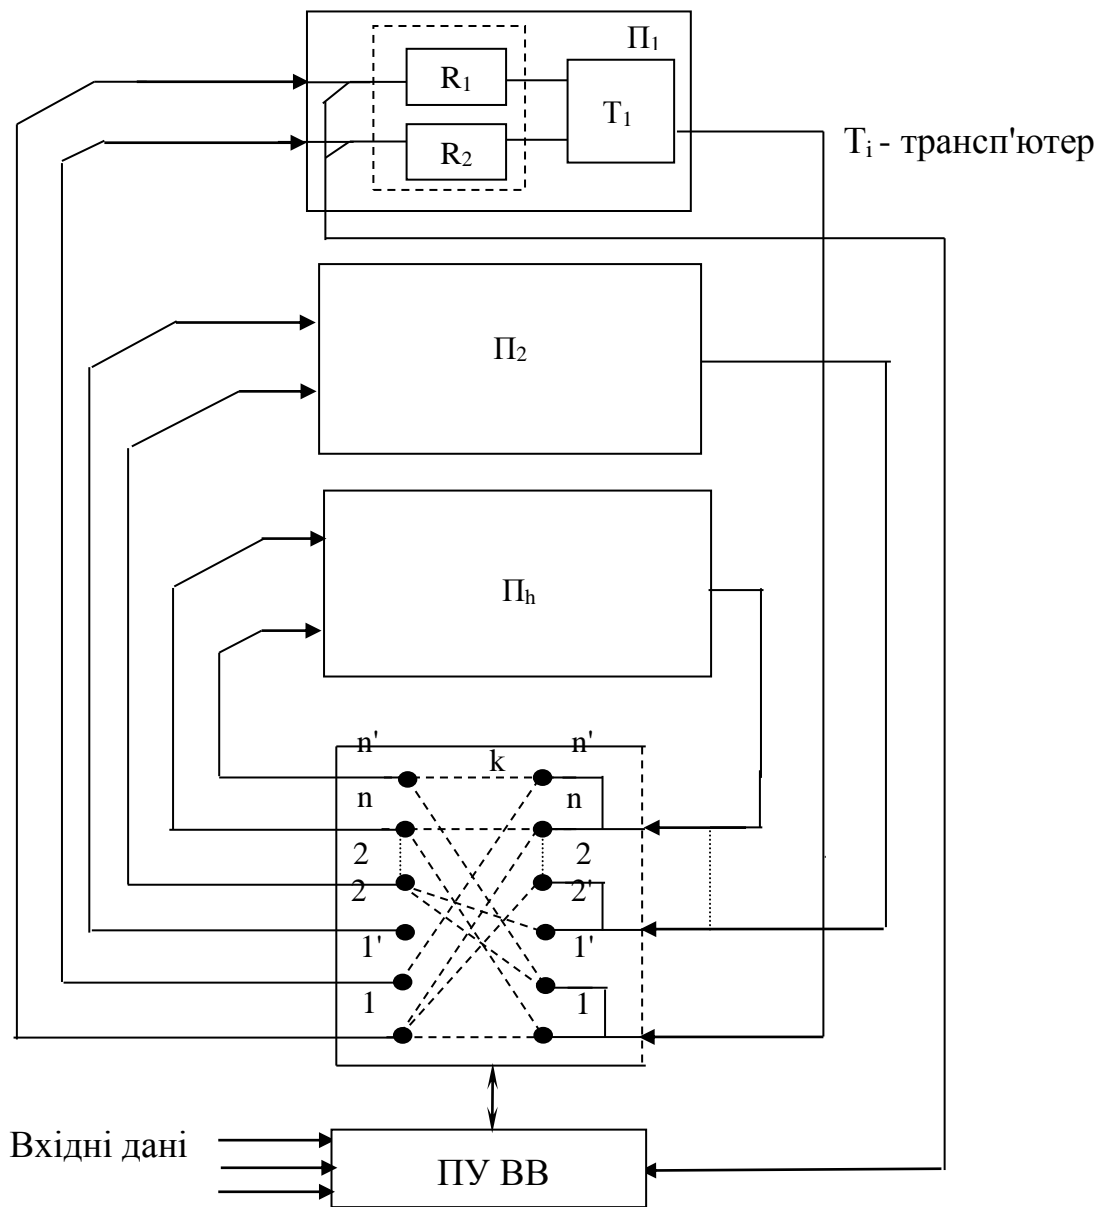 П₁
R₁
T₁
R₂
Tᵢ - трансп'ютер
П₂
Пₕ
n' n'
k
n n
2 2
2 2'
1' 1'
1 1
Вхідні дані
ПУ ВВ